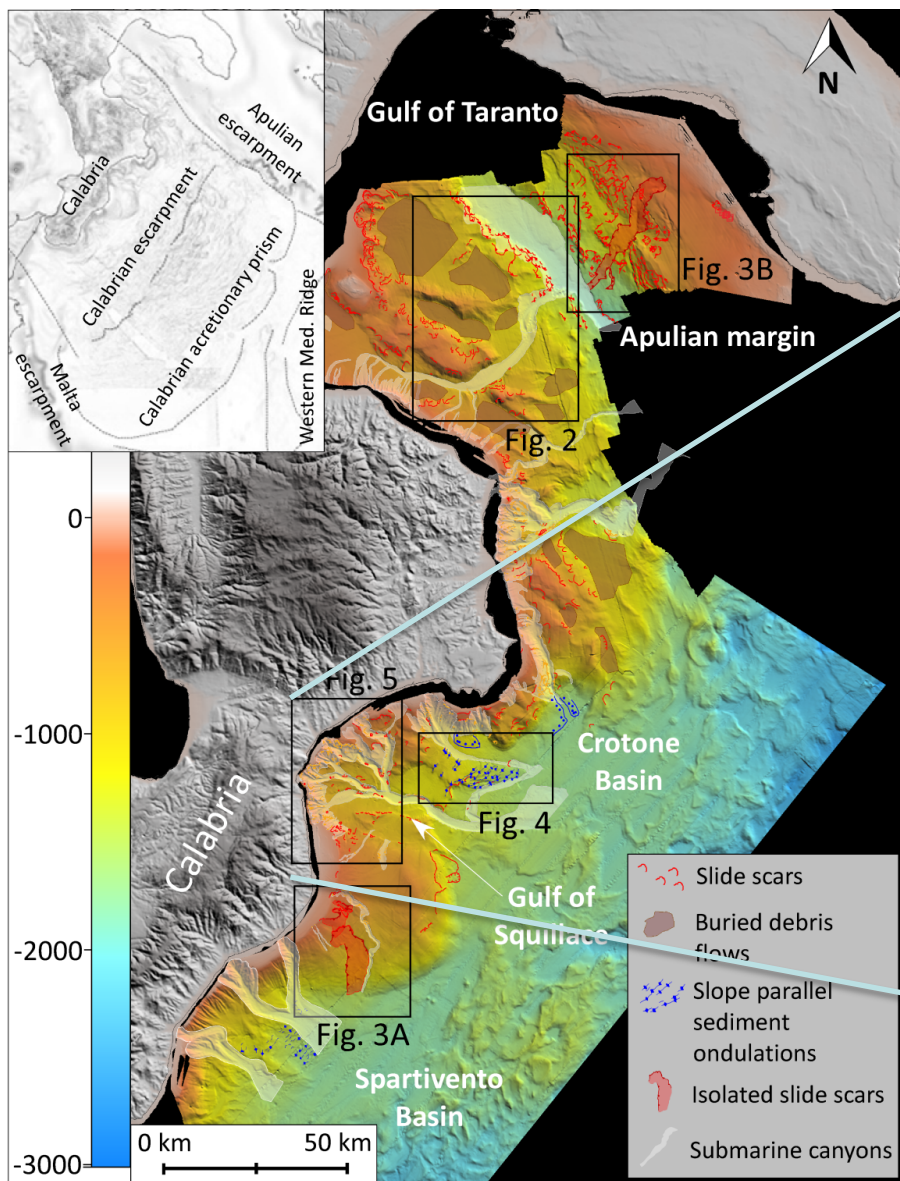 Apulian
escarpment
Calabria
Calabrian escarpment
Calabrian acretionary prism
Western Med. Ridge
Malta
escarpment
N
Gulf of Taranto
Fig. 3B
Apulian margin
Fig. 2
0
-1000
-2000
-3000
Fig. 5
Calabria
Crotone
Basin
Fig. 4
Gulf of
Squillace
Fig. 3A
Spartivento
Basin
0 km
50 km
Slide scars
Buried debris
flows
Slope parallel
sediment
ondulations
Isolated slide scars
Submarine canyons